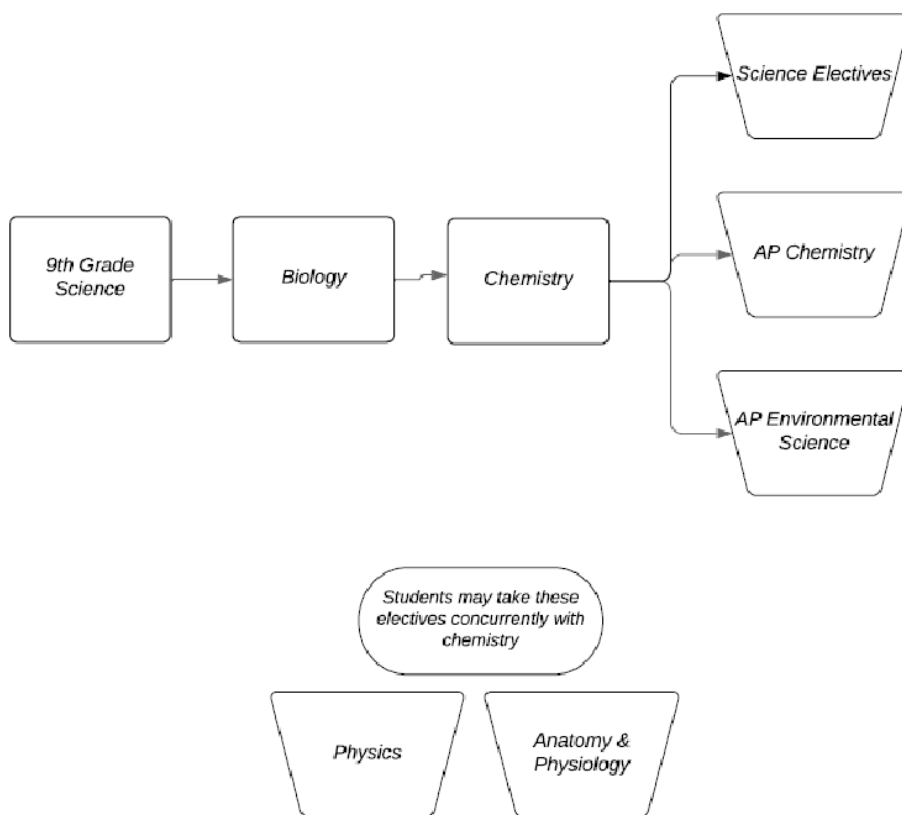 Science Electives
9th Grade
Science
Biology
Chemistry
AP Chemistry
AP Environmental
Science
Students may take these
electives concurrently with
chemistry
Physics
Anatomy &
Physiology